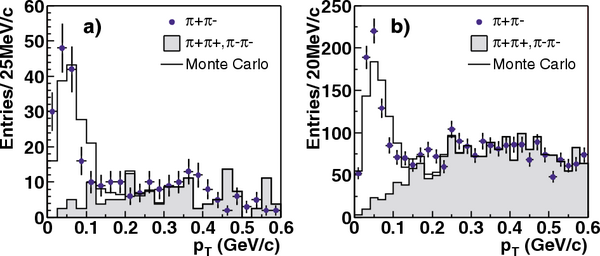 a)
π+π-
π+π+,π-π-
Monte Carlo
Entries/ 25MeV/c
60
50
40
30
20
10
0
0 0.1 0.2 0.3 0.4 0.5 0.6
pT (GeV/c)
b)
π+π-
π+π+,π-π-
Monte Carlo
Entries/ 20MeV/c
250
200
150
100
50
0
0 0.1 0.2 0.3 0.4 0.5 0.6
pT (GeV/c)